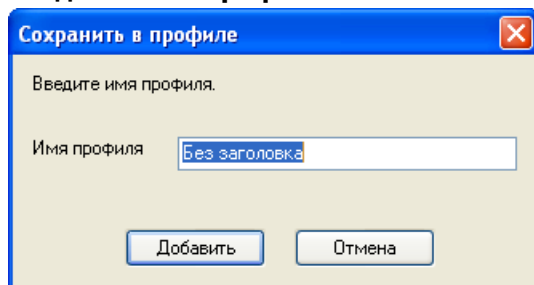 Сохранить в профиле
Введите имя профиля.
Имя профиля Без заголовка
Добавить Отмена